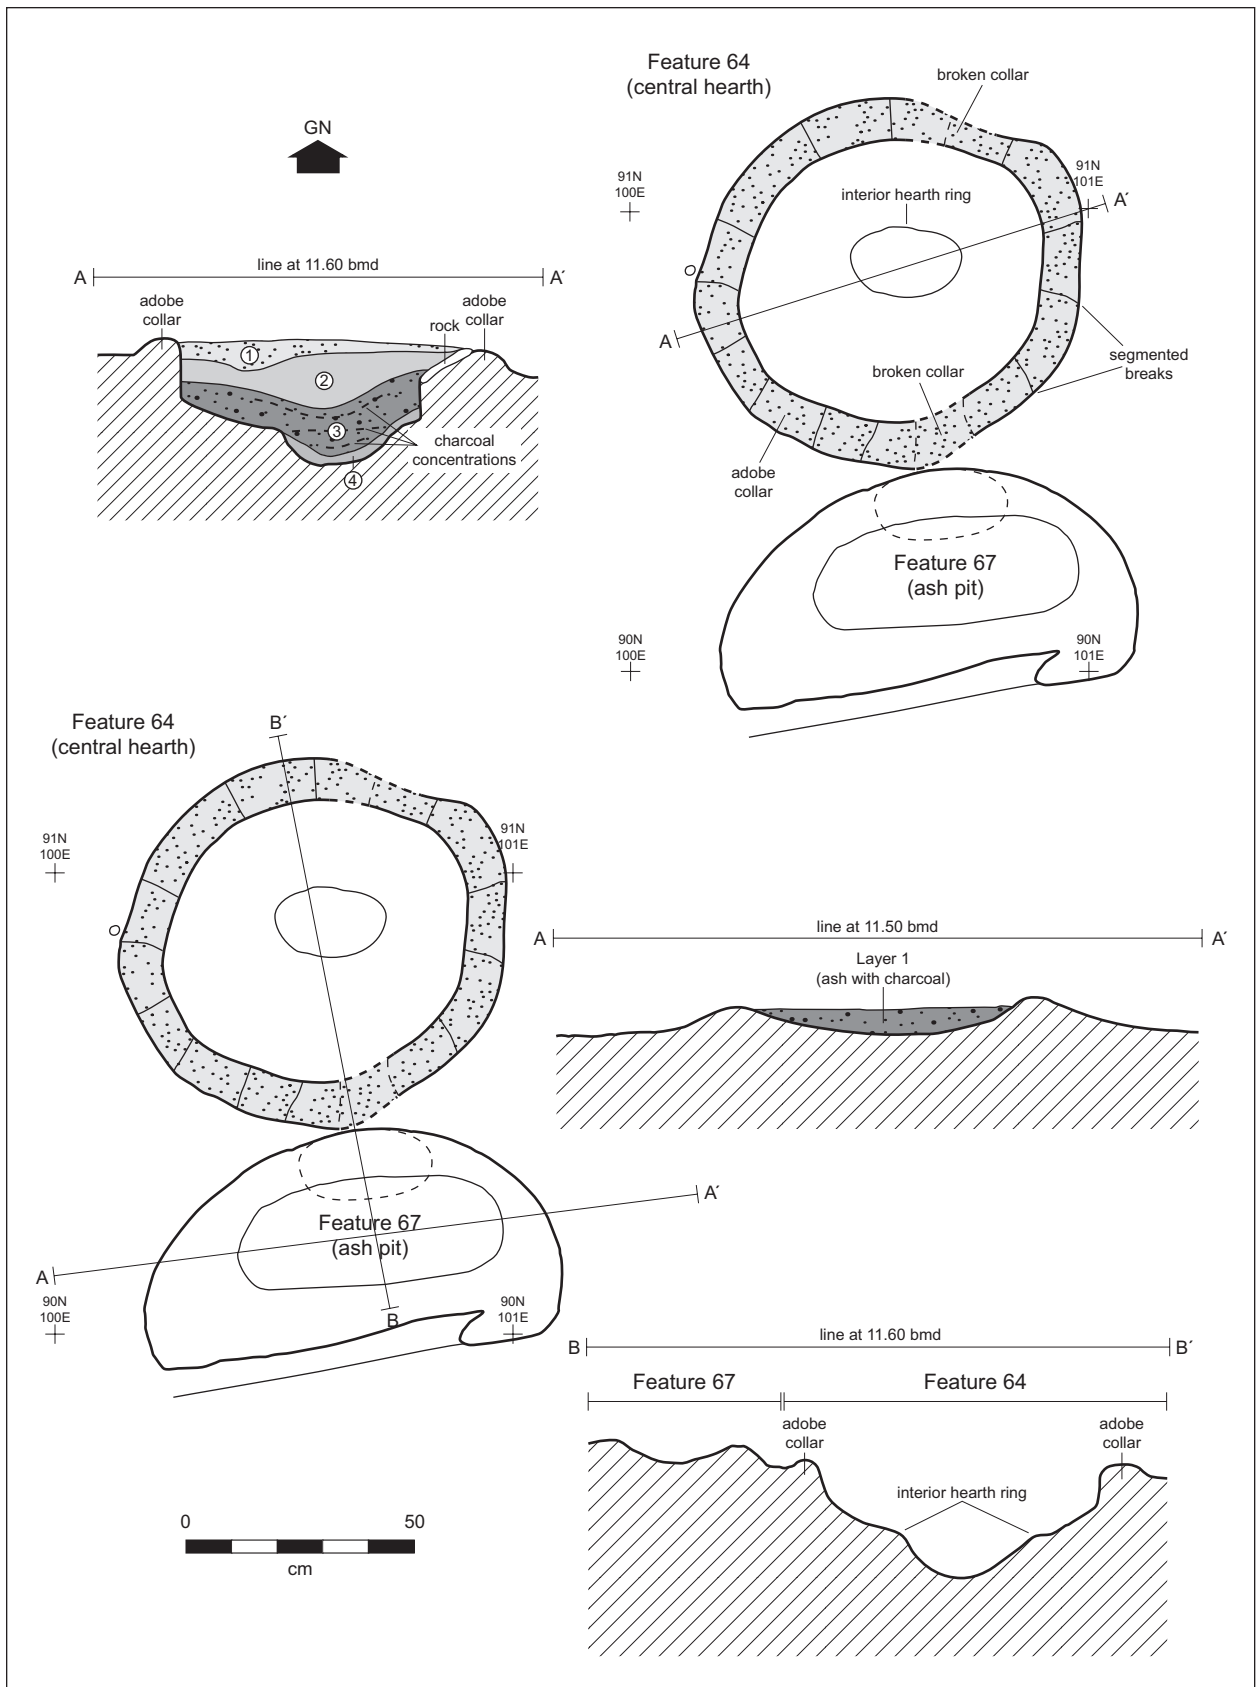 Feature 64
(central hearth)
broken collar
GN
91N
100E
91N
101E
interior hearth ring
A´
A
line at 11.60 bmd
A´
adobe
collar
rock
adobe
collar
1
2
3
4
charcoal
concentrations
A
segmented
breaks
broken collar
adobe
collar
Feature 67
(ash pit)
90N
100E
90N
101E
Feature 64
(central hearth)
B´
91N
100E
91N
101E
A
line at 11.50 bmd
A´
Layer 1
(ash with charcoal)
Feature 67
(ash pit)
A´
A
90N
100E
B
90N
101E
B
line at 11.60 bmd
B´
Feature 67
Feature 64
adobe
collar
adobe
collar
interior hearth ring
0
50
cm